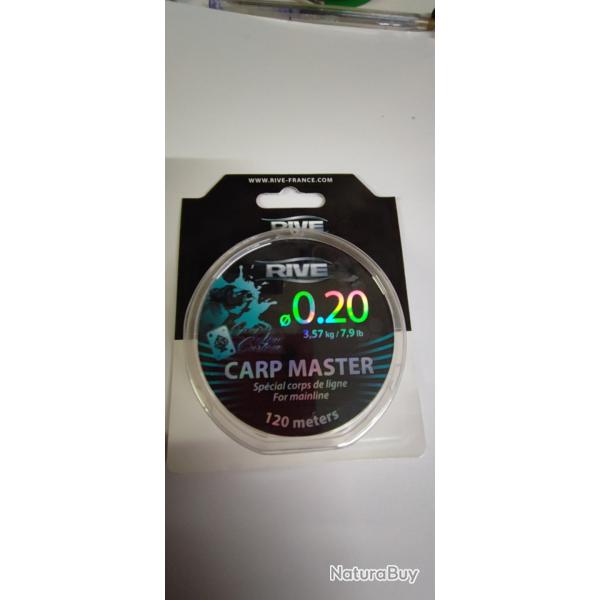 WWW.RIVE-FRANCE.COM
RIVE
RIVE
ø0.20
3,57 kg / 7,9 lb
CARP MASTER
Spécial corps de ligne
For mainline
120 meters
NaturaBuy